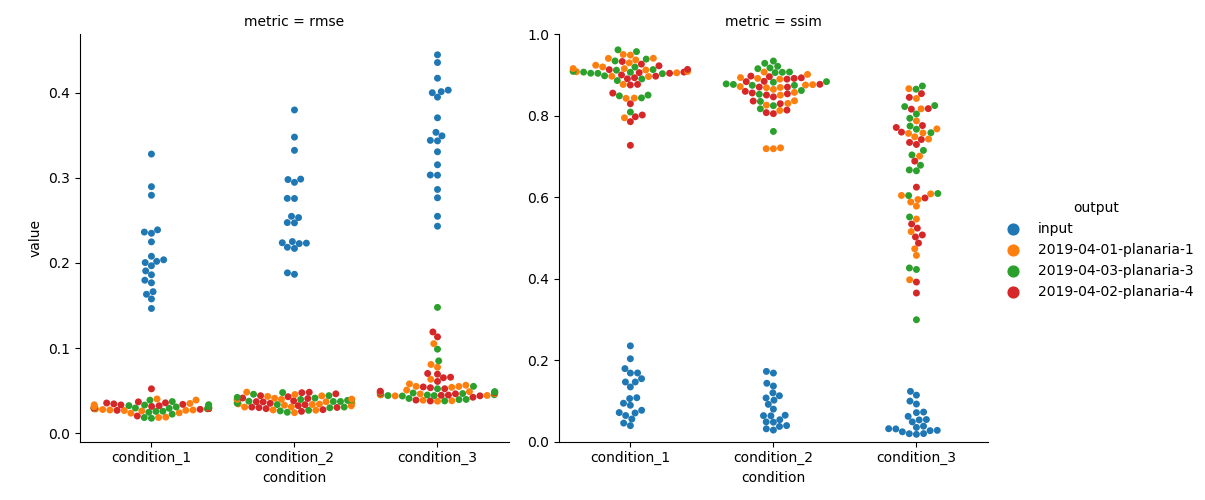 metric = rmse
metric = ssim
value
0.4
0.3
0.2
0.1
0.0
condition_1
condition_2
condition_3
condition
1.0
0.8
0.6
0.4
0.2
0.0
condition_1
condition_2
condition_3
condition
output
input
2019-04-01-planaria-1
2019-04-03-planaria-3
2019-04-02-planaria-4